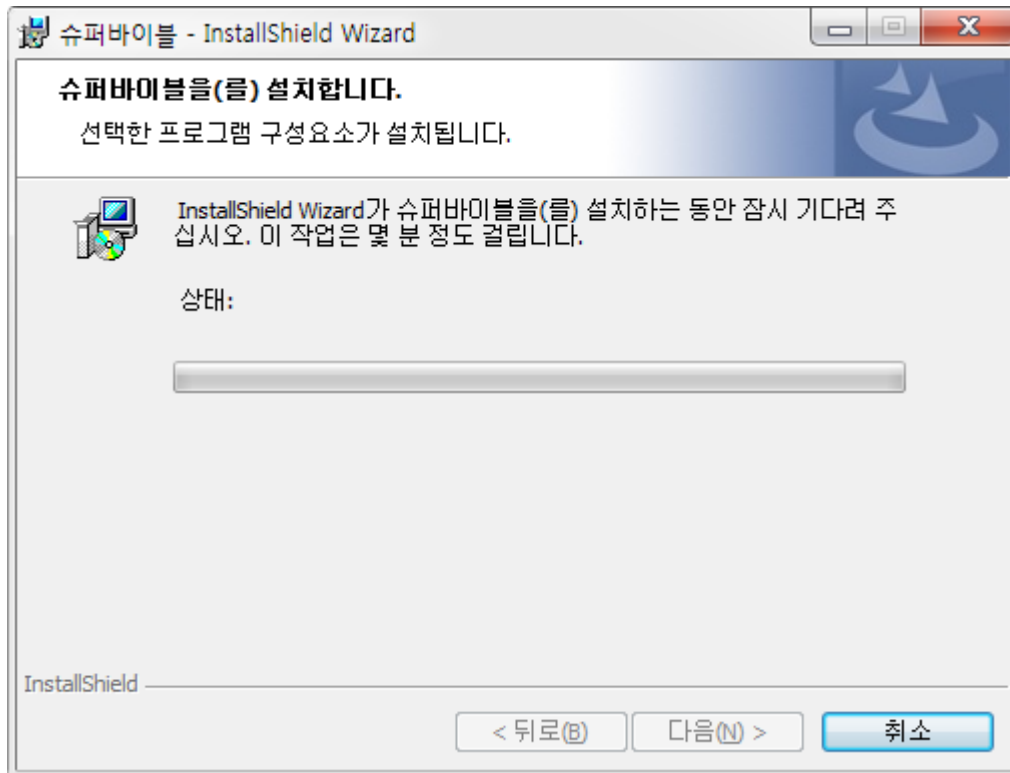 슈퍼바이블 - InstallShield Wizard
슈퍼바이블을(를) 설치합니다.
선택한 프로그램 구성요소가 설치됩니다.
InstallShield Wizard가 슈퍼바이블을(를) 설치하는 동안 잠시 기다려 주
십시오. 이 작업은 몇 분 정도 걸립니다.
상태:
InstallShield
< 뒤로(B) 다음(N) > 취소